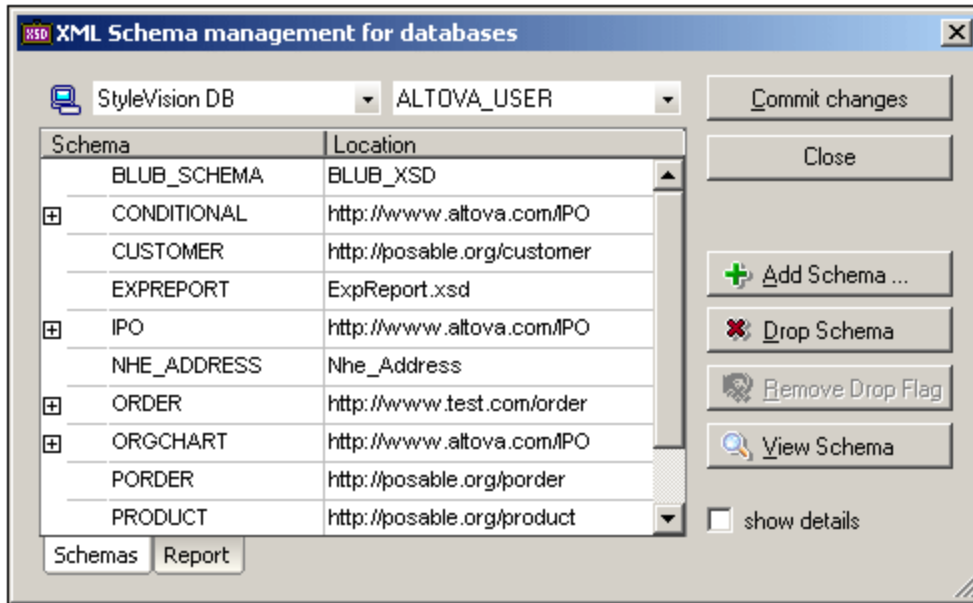 XSD XML Schema management for databases
StyleVision DB ALTOVA_USER Commit changes
Schema Location
Close
BLUB_SCHEMA BLUB_XSD
CONDITIONAL http://www.altova.com/IPO
CUSTOMER http://posable.org/customer
EXPREPORT ExpReport.xsd
Add Schema ...
IPO http://www.altova.com/IPO
Drop Schema
NHE_ADDRESS Nhe_Address
Remove Drop Flag
ORDER http://www.test.com/order
ORGCHART http://www.altova.com/IPO
View Schema
PORDER http://posable.org/porder
PRODUCT http://posable.org/product
show details
Schemas Report